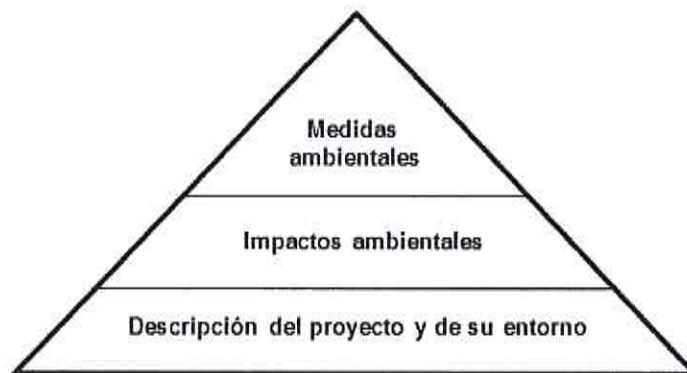 Medidas
ambientales
Impactos ambientales
Descripción del proyecto y de su entorno